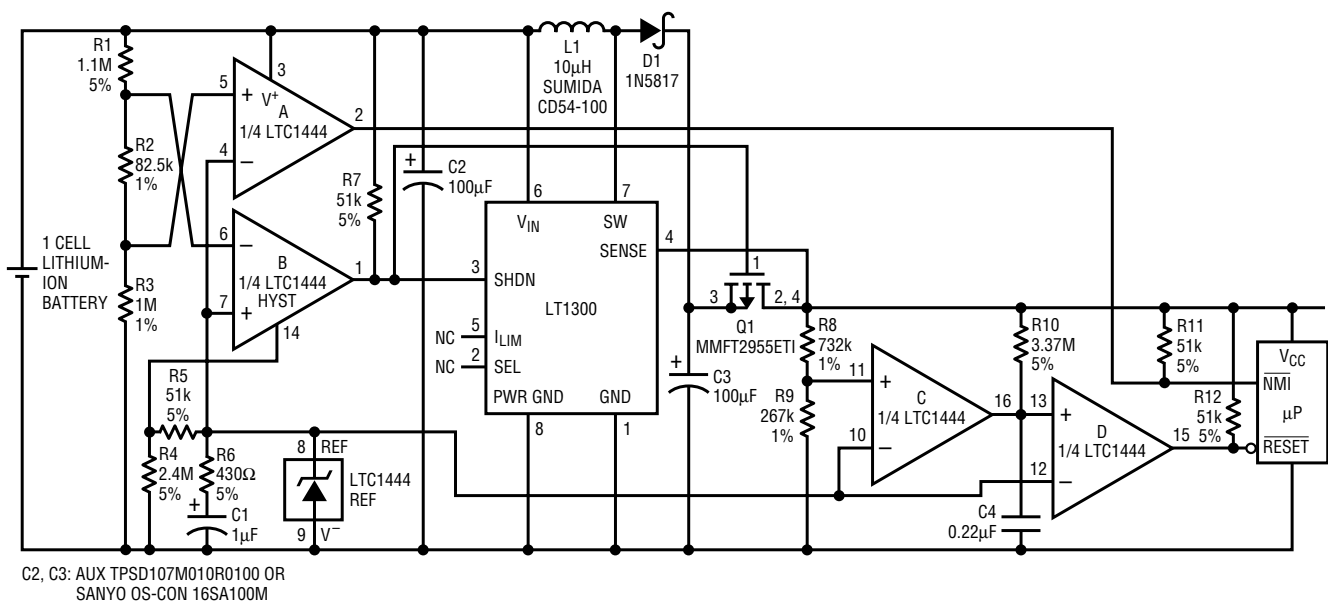 R1
1.1M
5%
R2
82.5k
1%
R3
1M
1%
1 CELL
LITHIUM-
ION
BATTERY
5
4
+
–
3
V+
A
1/4 LTC1444
2
6
7
–
+
B
1/4 LTC1444
HYST
1
14
R5
51k
5%
R4
2.4M
5%
R6
430Ω
5%
+
C1
1µF
8
REF
LTC1444
REF
9
V–
R7
51k
5%
+
C2
100µF
L1
10µH
SUMIDA
CD54-100
D1
1N5817
6
7
VIN
SW
SENSE
4
3
SHDN
LT1300
NC
5
ILIM
NC
2
SEL
PWR GND
GND
8
1
1
3
2, 4
Q1
MMFT2955ETI
+
C3
100µF
R8
732k
1%
R9
267k
1%
11
10
+
–
C
1/4 LTC1444
16
R10
3.37M
5%
C4
0.22µF
13
12
+
–
D
1/4 LTC1444
15
R11
51k
5%
R12
51k
5%
VCC
NMI
µP
RESET
C2, C3: AUX TPSD107M010R0100 OR
SANYO OS-CON 16SA100M